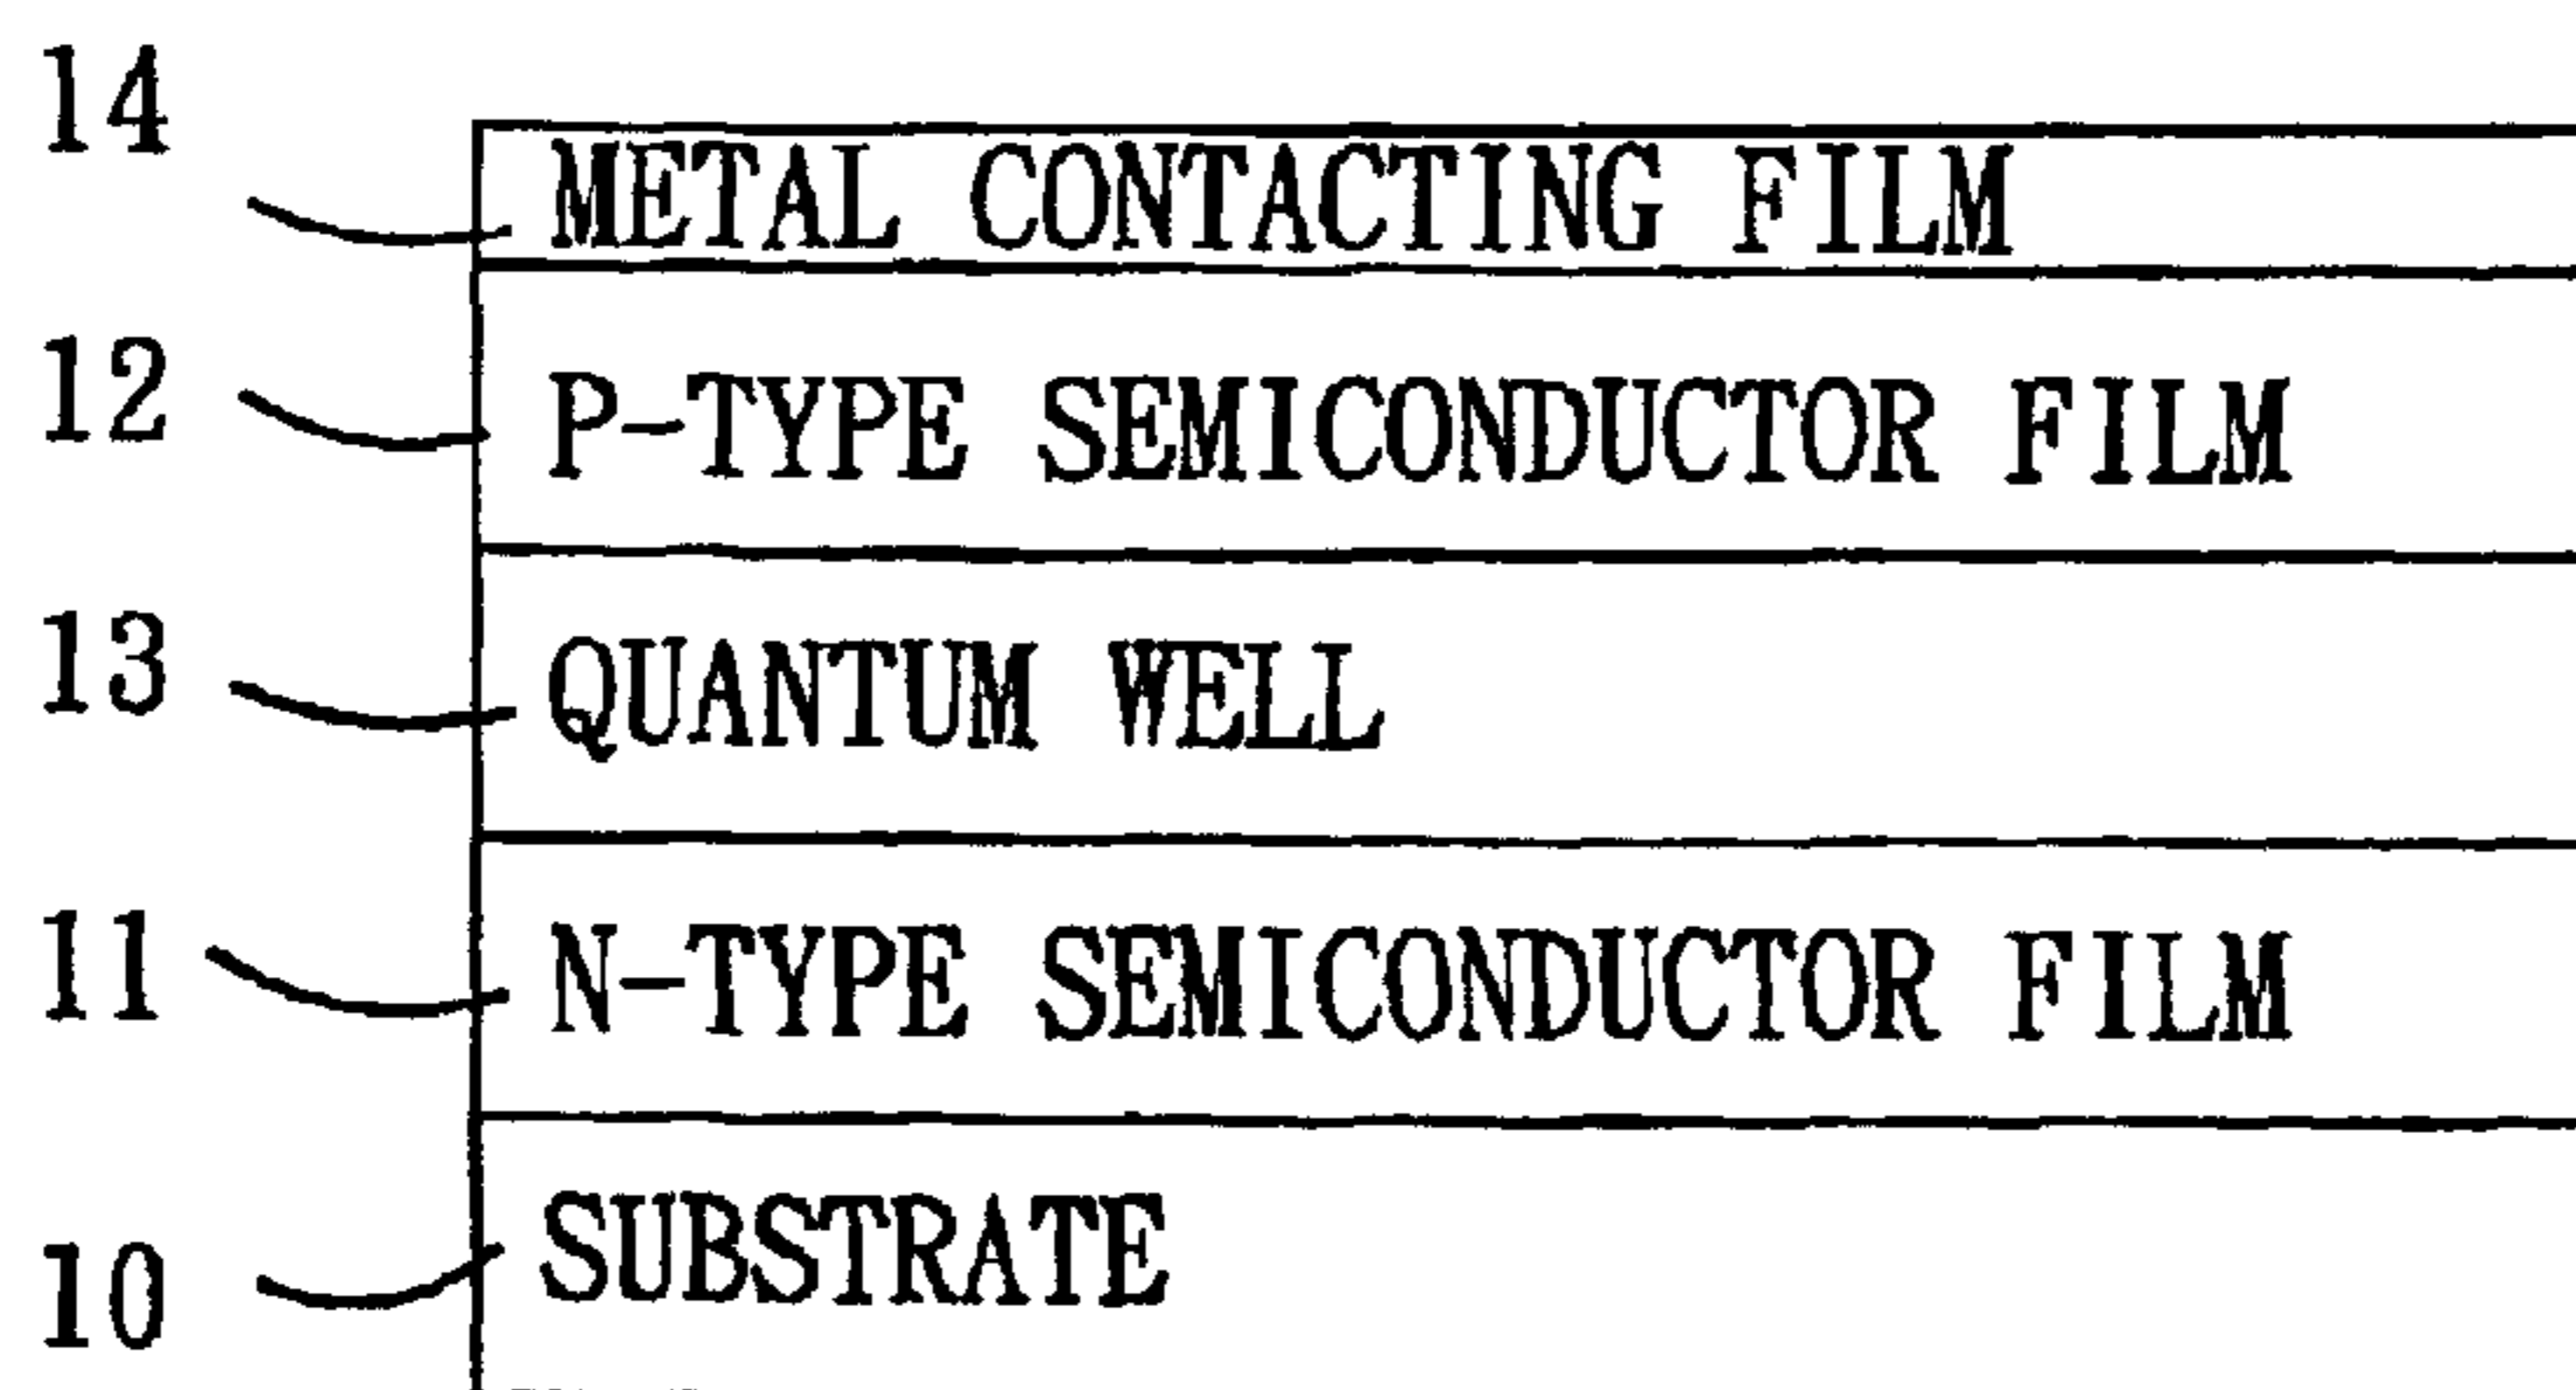 14
METAL CONTACTING FILM
12
P-TYPE SEMICONDUCTOR FILM
13
QUANTUM WELL
11
N-TYPE SEMICONDUCTOR FILM
10
SUBSTRATE